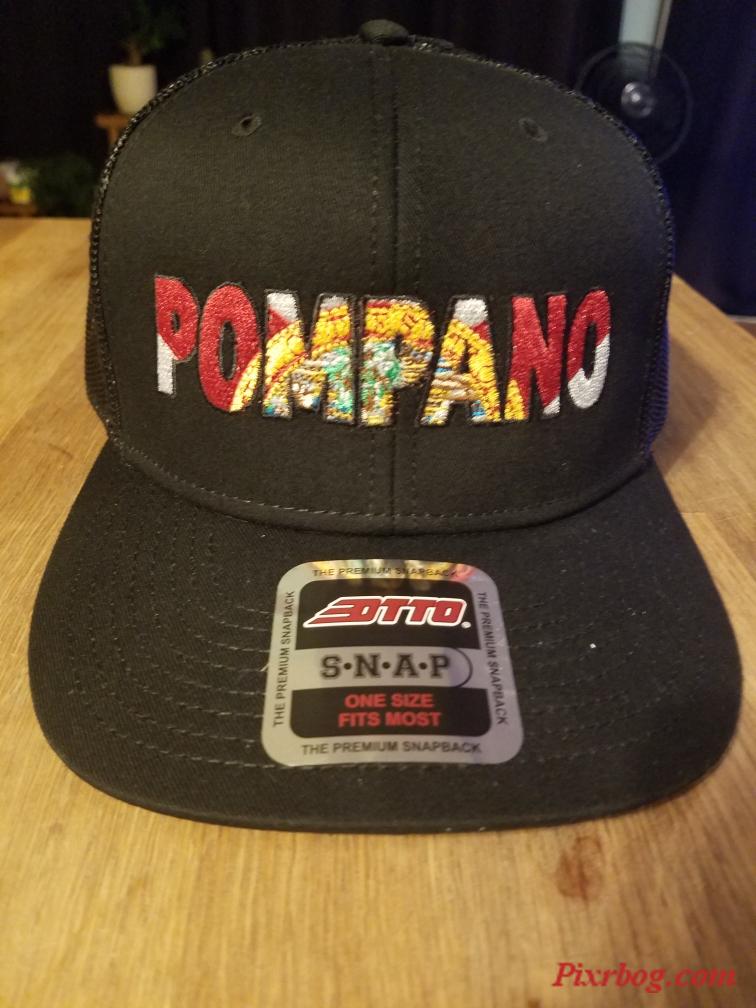 POMPANO
THE PREMIUM SNAPBACK
THE PREMIUM SNAPBACK
THE PREMIUM SNAPBACK
OTTO®
S·N·A·P
ONE SIZE
FITS MOST
THE PREMIUM SNAPBACK
Pixrbog.com